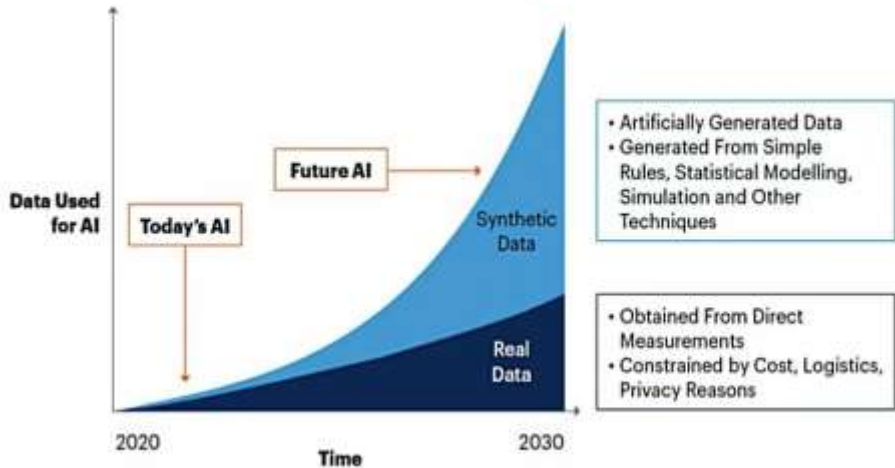 Data Used
for AI
Today's AI
Future AI
Synthetic
Data
Real
Data
2020
2030
Time
• Artificially Generated Data
• Generated From Simple
Rules, Statistical Modelling,
Simulation and Other
Techniques
• Obtained From Direct
Measurements
• Constrained by Cost, Logistics,
Privacy Reasons